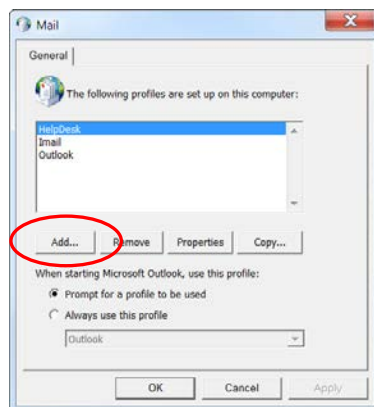 Mail
General
The following profiles are set up on this computer:
HelpDesk
Imail
Outlook
Add... Remove Properties Copy...
When starting Microsoft Outlook, use this profile:
Prompt for a profile to be used
Always use this profile
Outlook
OK Cancel Apply